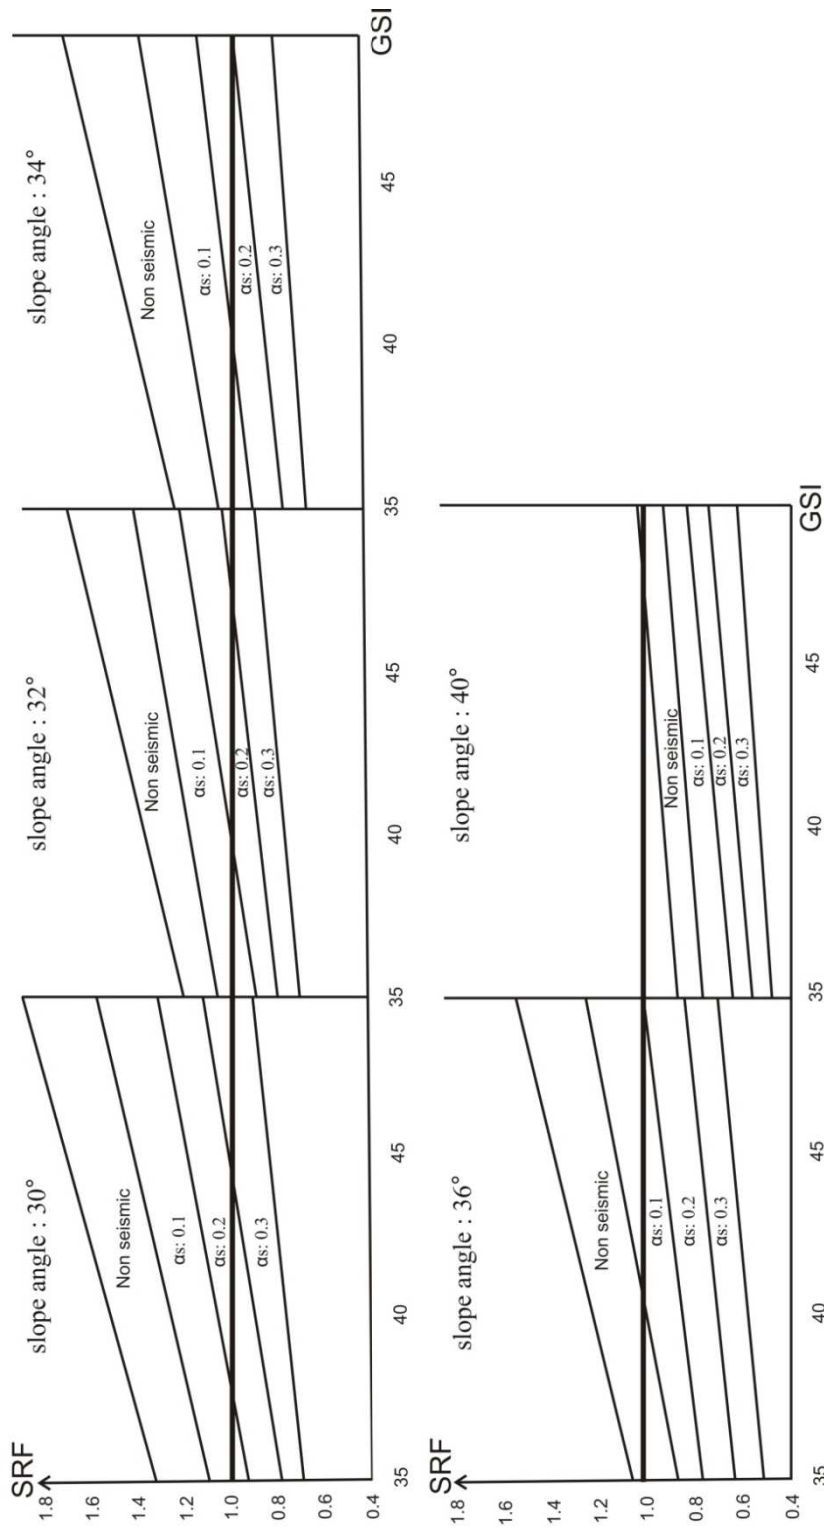 SRF
1.8
1.6
1.4
1.2
1.0
0.8
0.6
0.4
slope angle : 30°
Non seismic
αs: 0.1
αs: 0.2
αs: 0.3
35
40
45
slope angle : 32°
Non seismic
αs: 0.1
αs: 0.2
αs: 0.3
35
40
45
slope angle : 34°
Non seismic
αs: 0.1
αs: 0.2
αs: 0.3
35
40
45
GSI
SRF
1.8
1.6
1.2
1.0
0.8
0.6
0.4
slope angle : 36°
Non seismic
αs: 0.1
αs: 0.2
αs: 0.3
35
40
45
slope angle : 40°
Non seismic
αs: 0.1
αs: 0.2
αs: 0.3
35
40
45
GSI